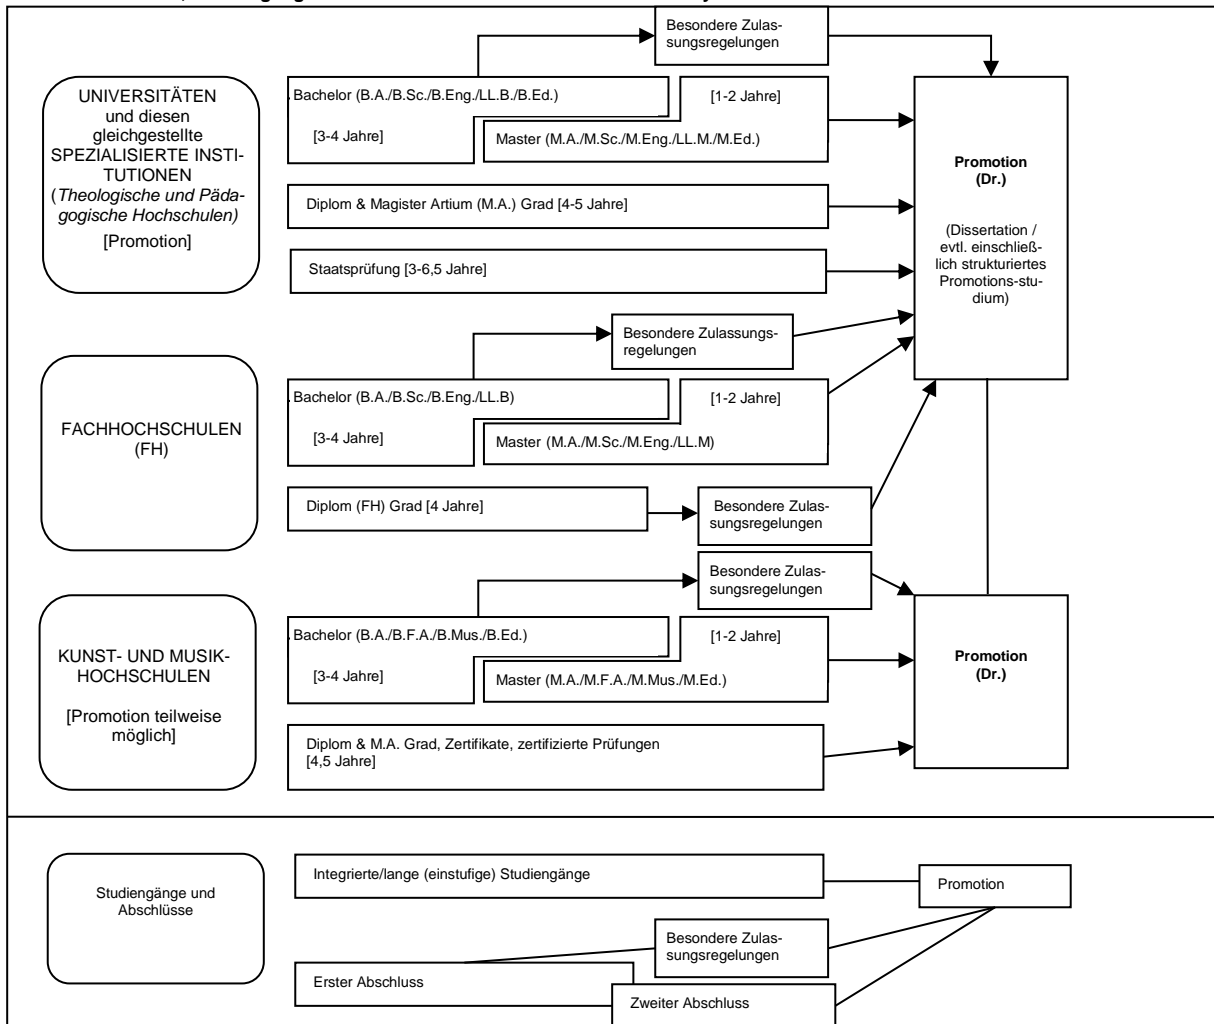 Besondere Zulas-
sungsregelungen
UNIVERSITÄTEN
und diesen
gleichgestellte
SPEZIALISIERTE INSTI-
TUTIONEN
(Theologische und Päda-
gogische Hochschulen)
[Promotion]
Bachelor (B.A./B.Sc./B.Eng./LL.B./B.Ed.)
[3-4 Jahre]
[1-2 Jahre]
Master (M.A./M.Sc./M.Eng./LL.M./M.Ed.)
Diplom & Magister Artium (M.A.) Grad [4-5 Jahre]
Staatsprüfung [3-6,5 Jahre]
Promotion
(Dr.)
(Dissertation /
evtl. einschließ-
lich strukturiertes
Promotions-stu-
dium)
Besondere Zulassungs-
regelungen
FACHHOCHSCHULEN
(FH)
Bachelor (B.A./B.Sc./B.Eng./LL.B)
[3-4 Jahre]
[1-2 Jahre]
Master (M.A./M.Sc./M.Eng./LL.M)
Diplom (FH) Grad [4 Jahre]
Besondere Zulas-
sungsregelungen
Besondere Zulas-
sungsregelungen
KUNST- UND MUSIK-
HOCHSCHULEN
[Promotion teilweise
möglich]
Bachelor (B.A./B.F.A./B.Mus./B.Ed.)
[3-4 Jahre]
[1-2 Jahre]
Master (M.A./M.F.A./M.Mus./M.Ed.)
Diplom & M.A. Grad, Zertifikate, zertifizierte Prüfungen
[4,5 Jahre]
Promotion
(Dr.)
Studiengänge und
Abschlüsse
Integrierte/lange (einstufige) Studiengänge
Promotion
Besondere Zulas-
sungsregelungen
Erster Abschluss
Zweiter Abschluss